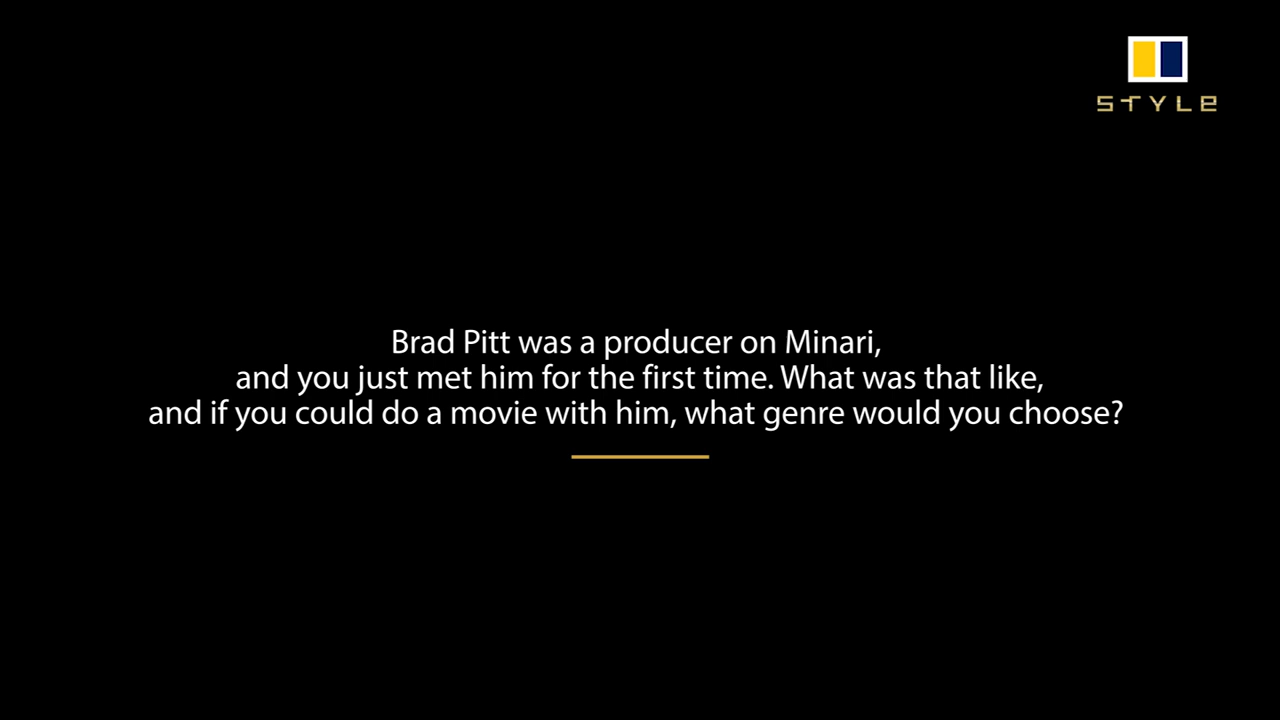 STYLE
Brad Pitt was a producer on Minari,
and you just met him for the first time. What was that like,
and if you could do a movie with him, what genre would you choose?